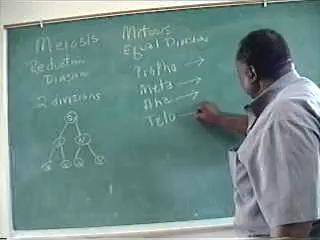 Meiosis
Reduction
Division
2 divisions
Mitosis
Equal Division
Propha
Meta
Ana
Telo